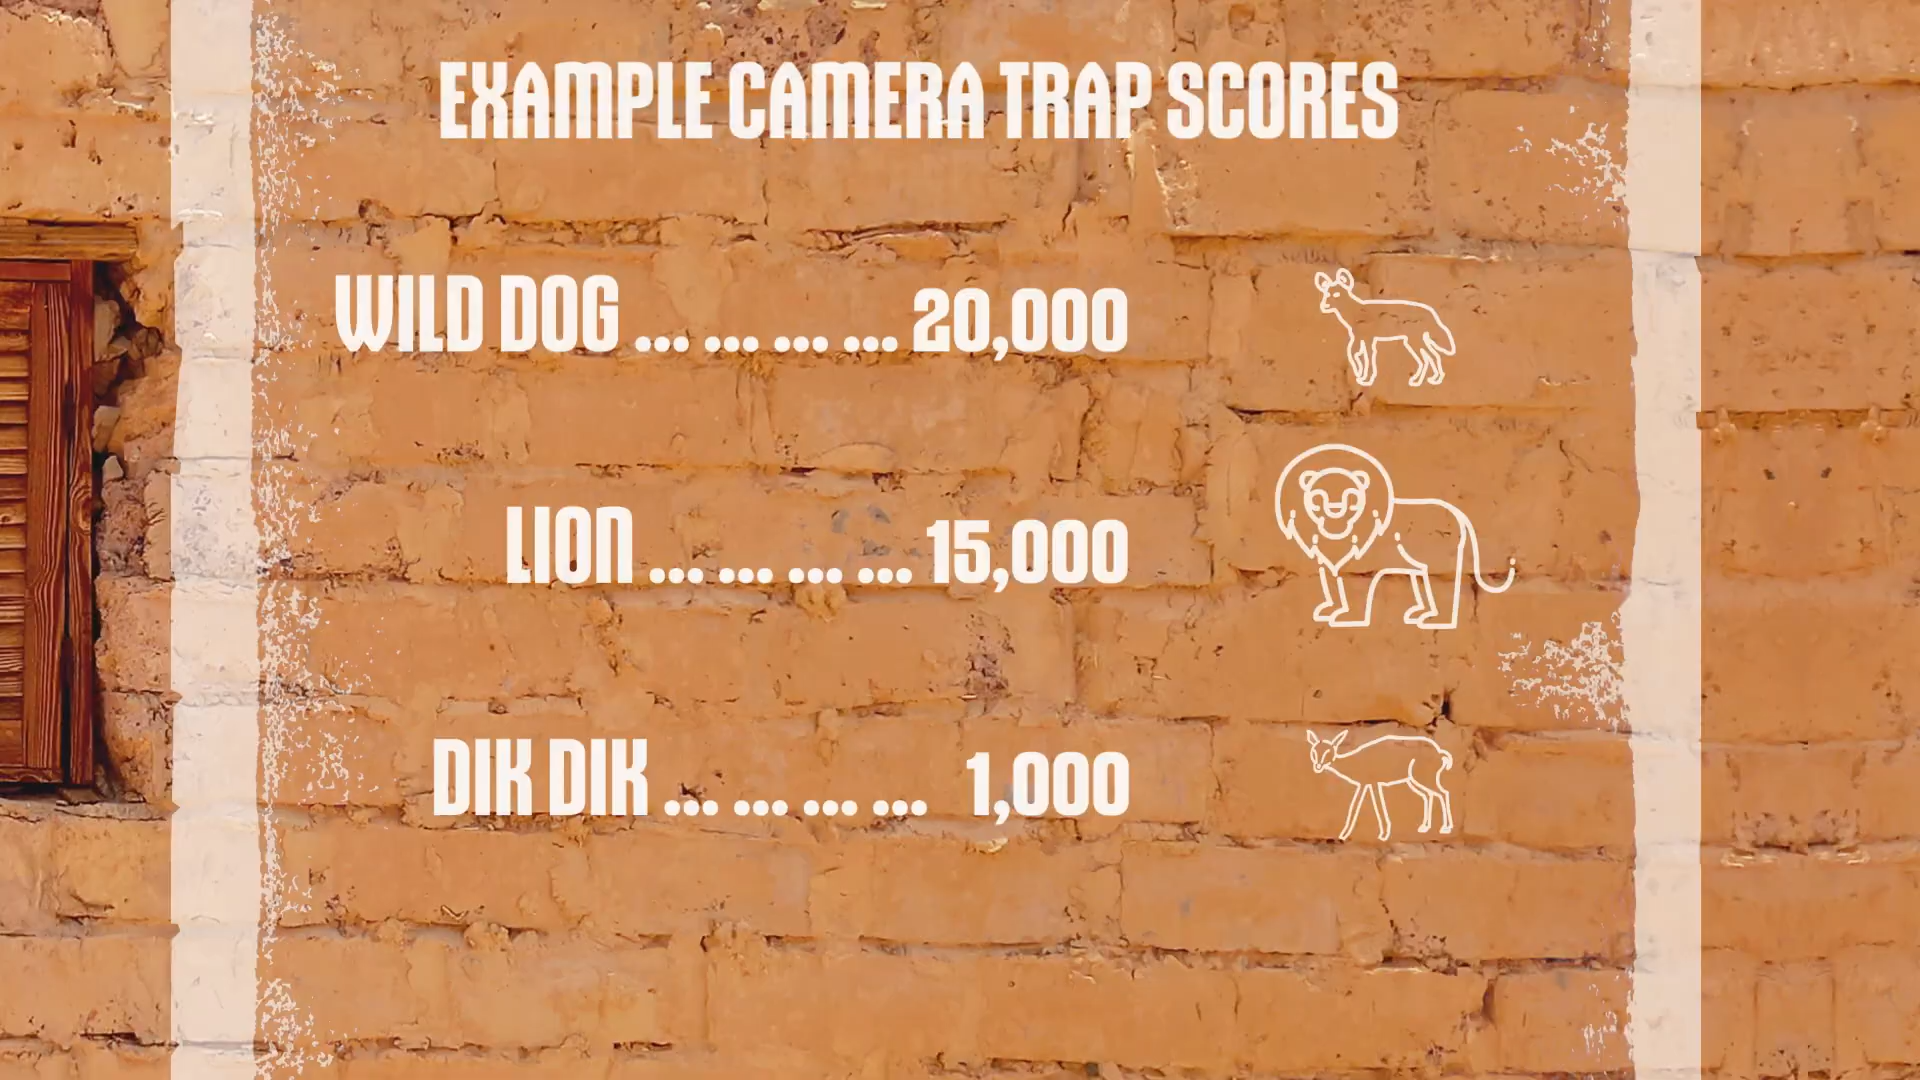 EXAMPLE CAMERA TRAP SCORES
WILD DOG ... ... ... ... 20,000
LION ... ... ... ... 15,000
DIK DIK ... ... ... ... 1,000